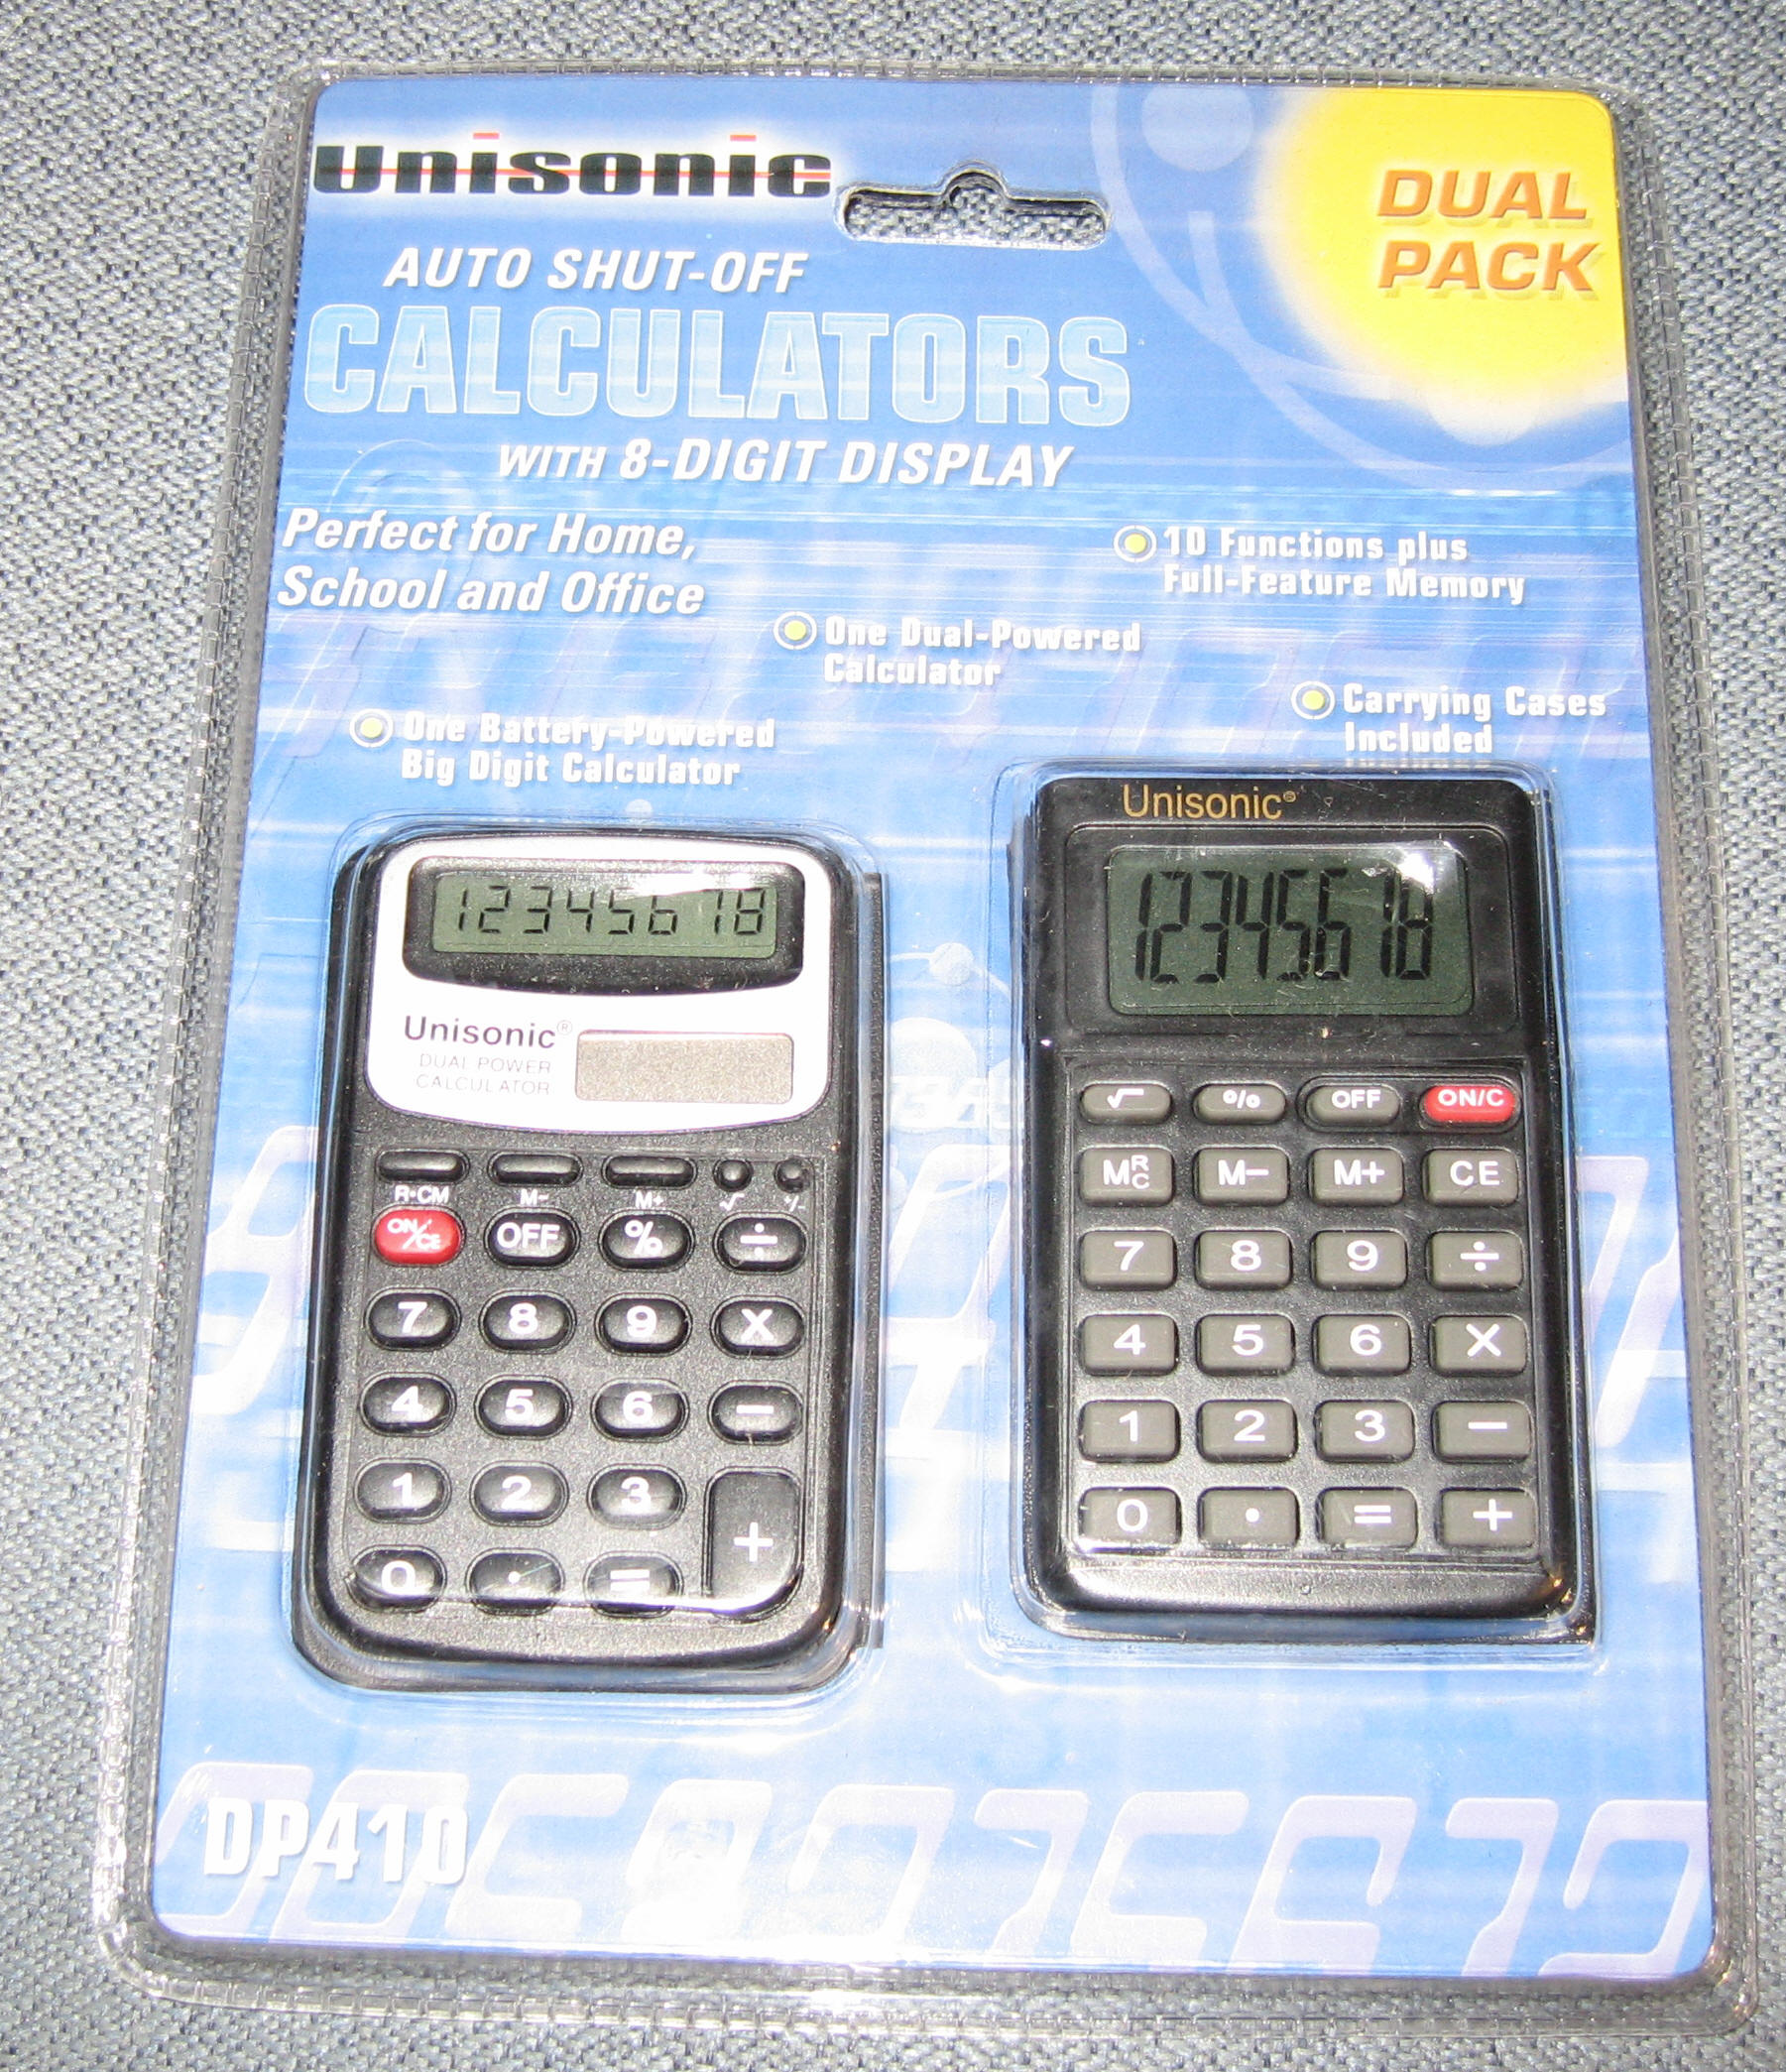 unisonic
DUAL
PACK
AUTO SHUT-OFF
CALCULATORS
WITH 8-DIGIT DISPLAY
Perfect for Home,
School and Office
10 Functions plus
Full-Feature Memory
One Dual-Powered
Calculator
Carrying Cases
Included
One Battery-Powered
Big Digit Calculator
12345678
Unisonic®
DUAL POWER
CALCULATOR
R·CM M- M+ √ +/-
ON/CE OFF % ÷
7 8 9 X
4 5 6 −
1 2 3
0 . = +
Unisonic®
12345678
√ % OFF ON/C
MRC M− M+ CE
7 8 9 ÷
4 5 6 X
1 2 3 −
0 . = +
DP410